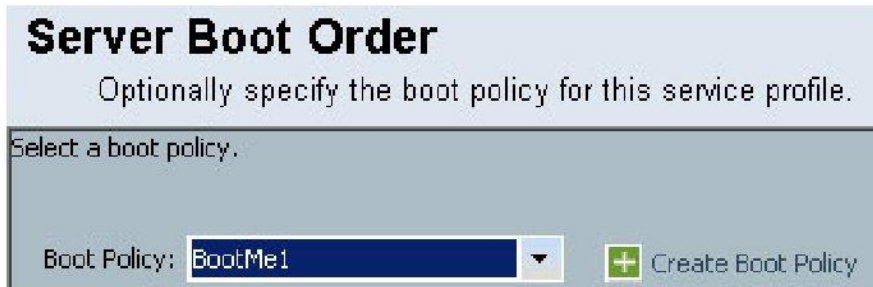 Server Boot Order
Optionally specify the boot policy for this service profile.
Select a boot policy.
Boot Policy: BootMe1 Create Boot Policy